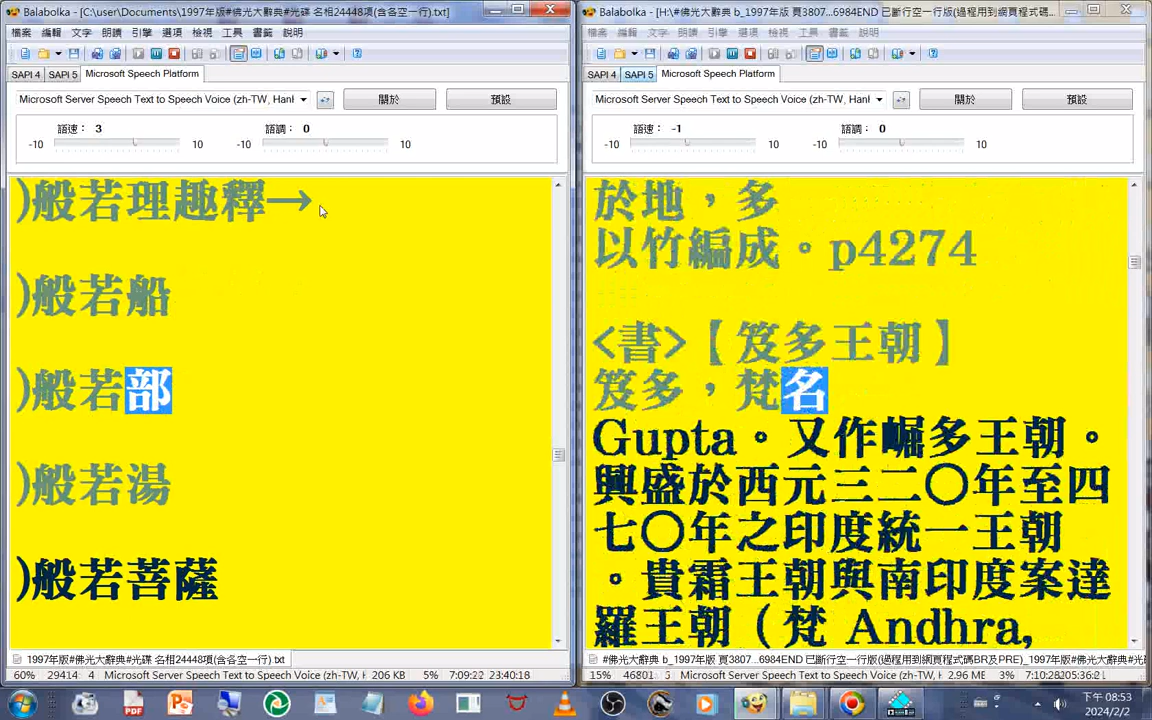 Balabolka - [C:\user\Documents\1997年版#佛光大辭典#光碟 名相24448項(含各空一行).txt]
檔案 編輯 文字 朗讀 引擎 選項 檢視 工具 書籤 說明
SAPI 4 SAPI 5 Microsoft Speech Platform
Microsoft Server Speech Text to Speech Voice (zh-TW, Han
關於
預設
語速： 3
語調： 0
-10 10 -10 10
)般若理趣釋→
)般若船
)般若部
)般若湯
)般若菩薩
1997年版#佛光大辭典#光碟 名相24448項(含各空一行).txt
60% 29414: 4 Microsoft Server Speech Text to Speech Voice (zh-TW, H 206 KB 5% 7:09:22 23:40:18
Balabolka - [H:\#佛光大辭典 b_1997年版 頁3807...6984END 已斷行空一行版(過程用到網頁程式碼...
檔案 編輯 文字 朗讀 引擎 選項 檢視 工具 書籤 說明
SAPI 4 SAPI 5 Microsoft Speech Platform
Microsoft Server Speech Text to Speech Voice (zh-TW, Han
關於
預設
語速： -1
語調： 0
-10 10 -10 10
於地，多
以竹編成。p4274
<書>【笈多王朝】
笈多，梵名
Gupta。又作崛多王朝。
興盛於西元三二〇年至四
七〇年之印度統一王朝
。貴霜王朝與南印度案達
羅王朝（梵 Andhra,
#佛光大辭典 b_1997年版 頁3807...6984END 已斷行空一行版(過程用到網頁程式碼BR及PRE)_1997年版#光
15% 46801: Microsoft Server Speech Text to Speech Voice (zh-TW, H 2.96 MB 3% 7:10:28
下午 08:53
2024/2/2